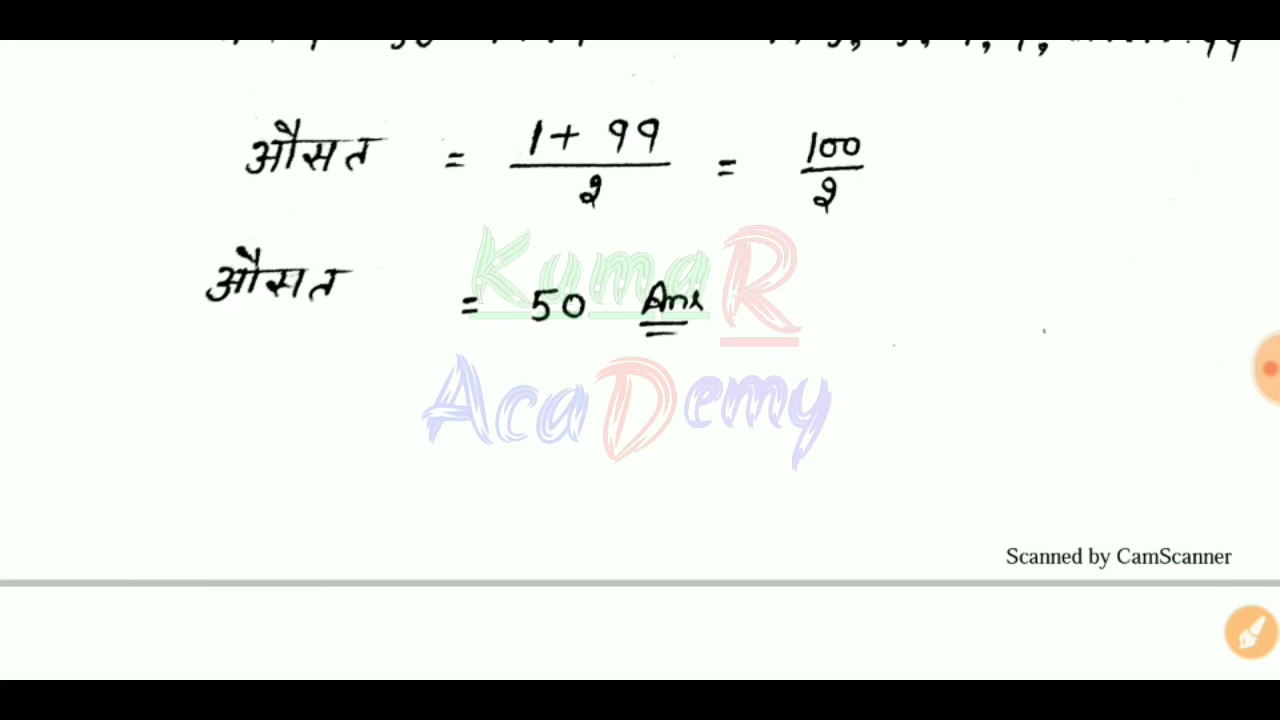 औसत = 1 + 99 / 2 = 100 / 2
औसत = 50 Ans
KumaR
AcaDemy
Scanned by CamScanner